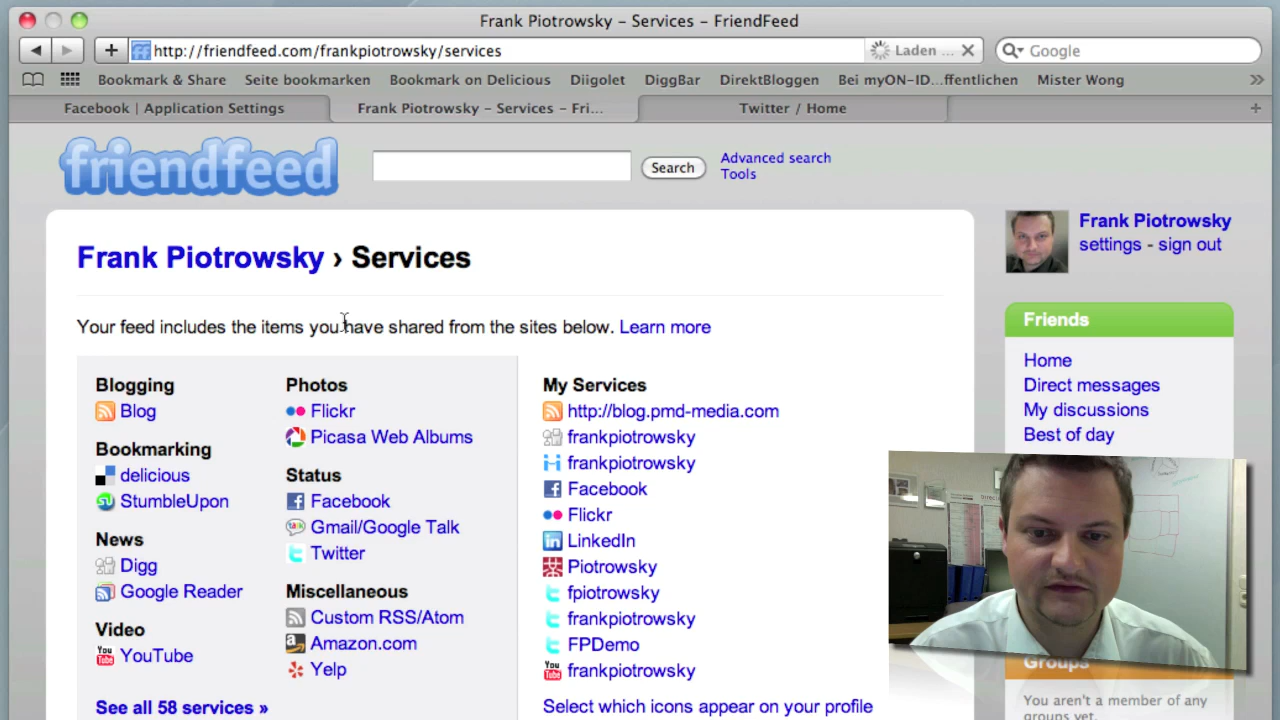 Frank Piotrowsky – Services – FriendFeed
http://friendfeed.com/frankpiotrowsky/services
Laden ...
Google
Bookmark & Share Seite bookmarken Bookmark on Delicious Diigolet DiggBar DirektBloggen Bei myON-ID...ffentlichen Mister Wong
Facebook | Application Settings
Frank Piotrowsky – Services – Fri...
Twitter / Home
friendfeed
Search
Advanced search
Tools
Frank Piotrowsky › Services
Your feed includes the items you have shared from the sites below. Learn more
Blogging
Blog
Bookmarking
delicious
StumbleUpon
News
Digg
Google Reader
Video
YouTube
See all 58 services »
Photos
Flickr
Picasa Web Albums
Status
Facebook
Gmail/Google Talk
Twitter
Miscellaneous
Custom RSS/Atom
Amazon.com
Yelp
My Services
http://blog.pmd-media.com
frankpiotrowsky
frankpiotrowsky
Facebook
Flickr
LinkedIn
Piotrowsky
fpiotrowsky
frankpiotrowsky
FPDemo
frankpiotrowsky
Select which icons appear on your profile
Frank Piotrowsky
settings - sign out
Friends
Home
Direct messages
My discussions
Best of day
Groups
You aren't a member of any
groups yet.